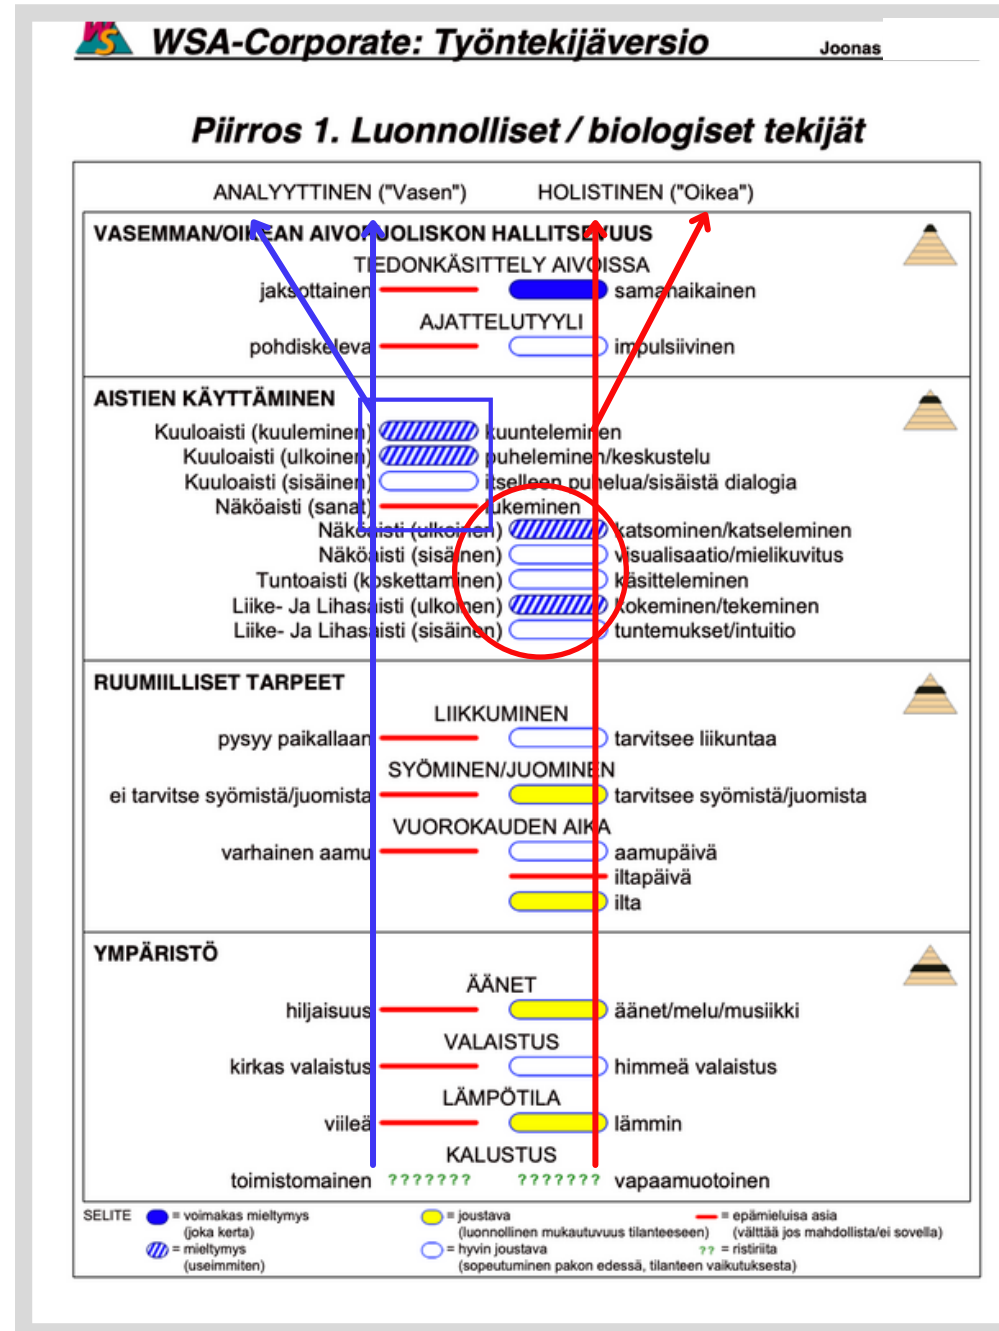 WS WSA-Corporate: Työntekijäversio Joonas
Piirros 1. Luonnolliset / biologiset tekijät
ANALYYTTINEN ("Vasen") HOLISTINEN ("Oikea")
VASEMMAN/OIKEAN AIVOPUOLISKON HALLITSEVUUS
TIEDONKÄSITTELY AIVOISSA
jaksottainen samanaikainen
AJATTELUTYYLI
pohdiskeleva impulsiivinen
AISTIEN KÄYTTÄMINEN
Kuuloaisti (kuuleminen) kuunteleminen
Kuuloaisti (ulkoinen) puheleminen/keskustelu
Kuuloaisti (sisäinen) itselleen puhelua/sisäistä dialogia
Näköaisti (sanat) lukeminen
Näköaisti (ulkoinen) katsominen/katseleminen
Näköaisti (sisäinen) visualisaatio/mielikuvitus
Tuntoaisti (koskettaminen) käsitteleminen
Liike- Ja Lihasaisti (ulkoinen) kokeminen/tekeminen
Liike- Ja Lihasaisti (sisäinen) tuntemukset/intuitio
RUUMIILLISET TARPEET
LIIKKUMINEN
pysyy paikallaan tarvitsee liikuntaa
SYÖMINEN/JUOMINEN
ei tarvitse syömistä/juomista tarvitsee syömistä/juomista
VUOROKAUDEN AIKA
varhainen aamu aamupäivä
iltapäivä
ilta
YMPÄRISTÖ
ÄÄNET
hiljaisuus äänet/melu/musiikki
VALAISTUS
kirkas valaistus himmeä valaistus
LÄMPÖTILA
viileä lämmin
KALUSTUS
toimistomainen ??????? ??????? vapaamuotoinen
SELITE = voimakas mieltymys = joustava = epämieluisa asia
(joka kerta) (luonnollinen mukautuvuus tilanteeseen) (välttää jos mahdollista/ei sovella)
= mieltymys = hyvin joustava ?? = ristiriita
(useimmiten) (sopeutuminen pakon edessä, tilanteen vaikutuksesta)